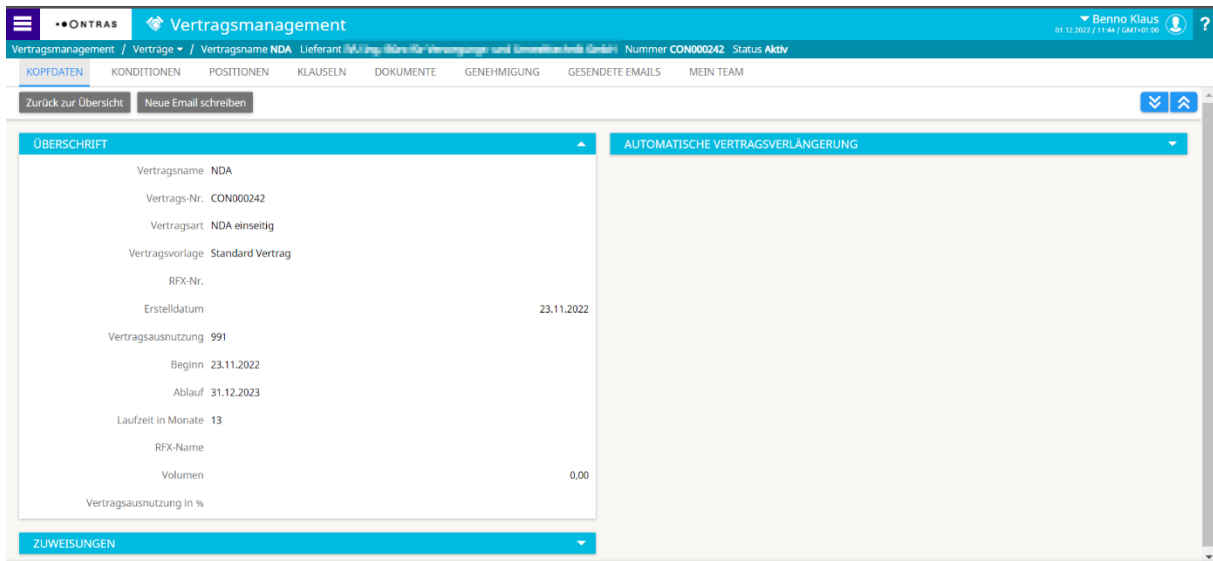 ONTRAS
Vertragsmanagement
Benno Klaus
01.12.2022 / 11:44 / GMT+01:00
?
Vertragsmanagement / Verträge / Vertragsname NDA Lieferant Nummer CON000242 Status Aktiv
KOPFDATEN KONDITIONEN POSITIONEN KLAUSELN DOKUMENTE GENEHMIGUNG GESENDETE EMAILS MEIN TEAM
Zurück zur Übersicht Neue Email schreiben
ÜBERSCHRIFT
Vertragsname NDA
Vertrags-Nr. CON000242
Vertragsart NDA einseitig
Vertragsvorlage Standard Vertrag
RFX-Nr.
Erstelldatum 23.11.2022
Vertragsausnutzung 991
Beginn 23.11.2022
Ablauf 31.12.2023
Laufzeit in Monate 13
RFX-Name
Volumen 0,00
Vertragsausnutzung in %
ZUWEISUNGEN
AUTOMATISCHE VERTRAGSVERLÄNGERUNG